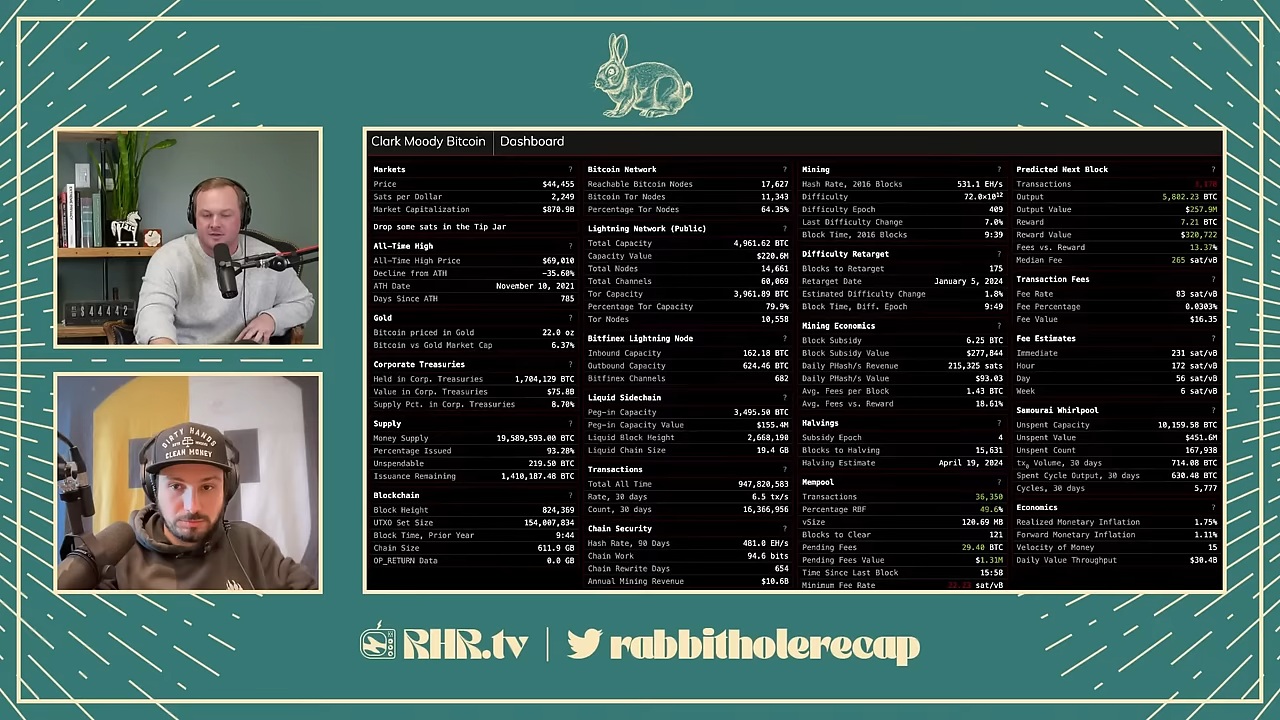 Clark Moody Bitcoin Dashboard
Markets ?
Price $44,455
Sats per Dollar 2,249
Market Capitalization $870.9B
Drop some sats in the Tip Jar
All-Time High ?
All-Time High Price $69,010
Decline from ATH -35.60%
ATH Date November 10, 2021
Days Since ATH 785
Gold ?
Bitcoin priced in Gold 22.0 oz
Bitcoin vs Gold Market Cap 6.37%
Corporate Treasuries ?
Held in Corp. Treasuries 1,704,129 BTC
Value in Corp. Treasuries $75.8B
Supply Pct. in Corp. Treasuries 8.70%
Supply ?
Money Supply 19,589,593.00 BTC
Percentage Issued 93.28%
Unspendable 219.50 BTC
Issuance Remaining 1,410,187.48 BTC
Blockchain ?
Block Height 824,369
UTXO Set Size 154,007,834
Block Time, Prior Year 9:44
Chain Size 611.9 GB
OP_RETURN Data 0.0 GB
Bitcoin Network ?
Reachable Bitcoin Nodes 17,627
Bitcoin Tor Nodes 11,343
Percentage Tor Nodes 64.35%
Lightning Network (Public) ?
Total Capacity 4,961.62 BTC
Capacity Value $220.6M
Total Nodes 14,661
Total Channels 60,069
Tor Capacity 3,961.89 BTC
Percentage Tor Capacity 79.9%
Tor Nodes 10,558
Bitfinex Lightning Node ?
Inbound Capacity 162.18 BTC
Outbound Capacity 624.46 BTC
Bitfinex Channels 682
Liquid Sidechain ?
Peg-in Capacity 3,495.50 BTC
Peg-in Capacity Value $155.4M
Liquid Block Height 2,668,190
Liquid Chain Size 19.4 GB
Transactions ?
Total All Time 947,820,583
Rate, 30 days 6.5 tx/s
Count, 30 days 16,366,956
Chain Security ?
Hash Rate, 90 Days 481.0 EH/s
Chain Work 94.6 bits
Chain Rewrite Days 654
Annual Mining Revenue $10.6B
Mining ?
Hash Rate, 2016 Blocks 531.1 EH/s
Difficulty 72.0×10¹²
Difficulty Epoch 409
Last Difficulty Change 7.0%
Block Time, 2016 Blocks 9:39
Difficulty Retarget ?
Blocks to Retarget 175
Retarget Date January 5, 2024
Estimated Difficulty Change 1.8%
Block Time, Diff. Epoch 9:49
Mining Economics ?
Block Subsidy 6.25 BTC
Block Subsidy Value $277,844
Daily PHash/s Revenue 215,325 sats
Daily PHash/s Value $93.03
Avg. Fees per Block 1.43 BTC
Avg. Fees vs. Reward 18.61%
Halvings ?
Subsidy Epoch 4
Blocks to Halving 15,631
Halving Estimate April 19, 2024
Mempool ?
Transactions 36,350
Percentage RBF 49.6%
vSize 120.69 MB
Blocks to Clear 121
Pending Fees 29.40 BTC
Pending Fees Value $1.31M
Time Since Last Block 15:58
Minimum Fee Rate sat/vB
Predicted Next Block ?
Transactions
Output 5,802.23 BTC
Output Value $257.9M
Reward 7.21 BTC
Reward Value $320,722
Fees vs. Reward 13.37%
Median Fee 265 sat/vB
Transaction Fees ?
Fee Rate 83 sat/vB
Fee Percentage 0.0303%
Fee Value $16.35
Fee Estimates ?
Immediate 231 sat/vB
Hour 172 sat/vB
Day 56 sat/vB
Week 6 sat/vB
Samourai Whirlpool ?
Unspent Capacity 10,159.58 BTC
Unspent Value $451.6M
Unspent Count 167,938
tx₀ Volume, 30 days 714.08 BTC
Spent Cycle Output, 30 days 630.48 BTC
Cycles, 30 days 5,777
Economics ?
Realized Monetary Inflation 1.75%
Forward Monetary Inflation 1.11%
Velocity of Money 15
Daily Value Throughput $30.4B
$44442
DIRTY HANDS
CLEAN MONEY
RHR.tv | rabbitholerecap